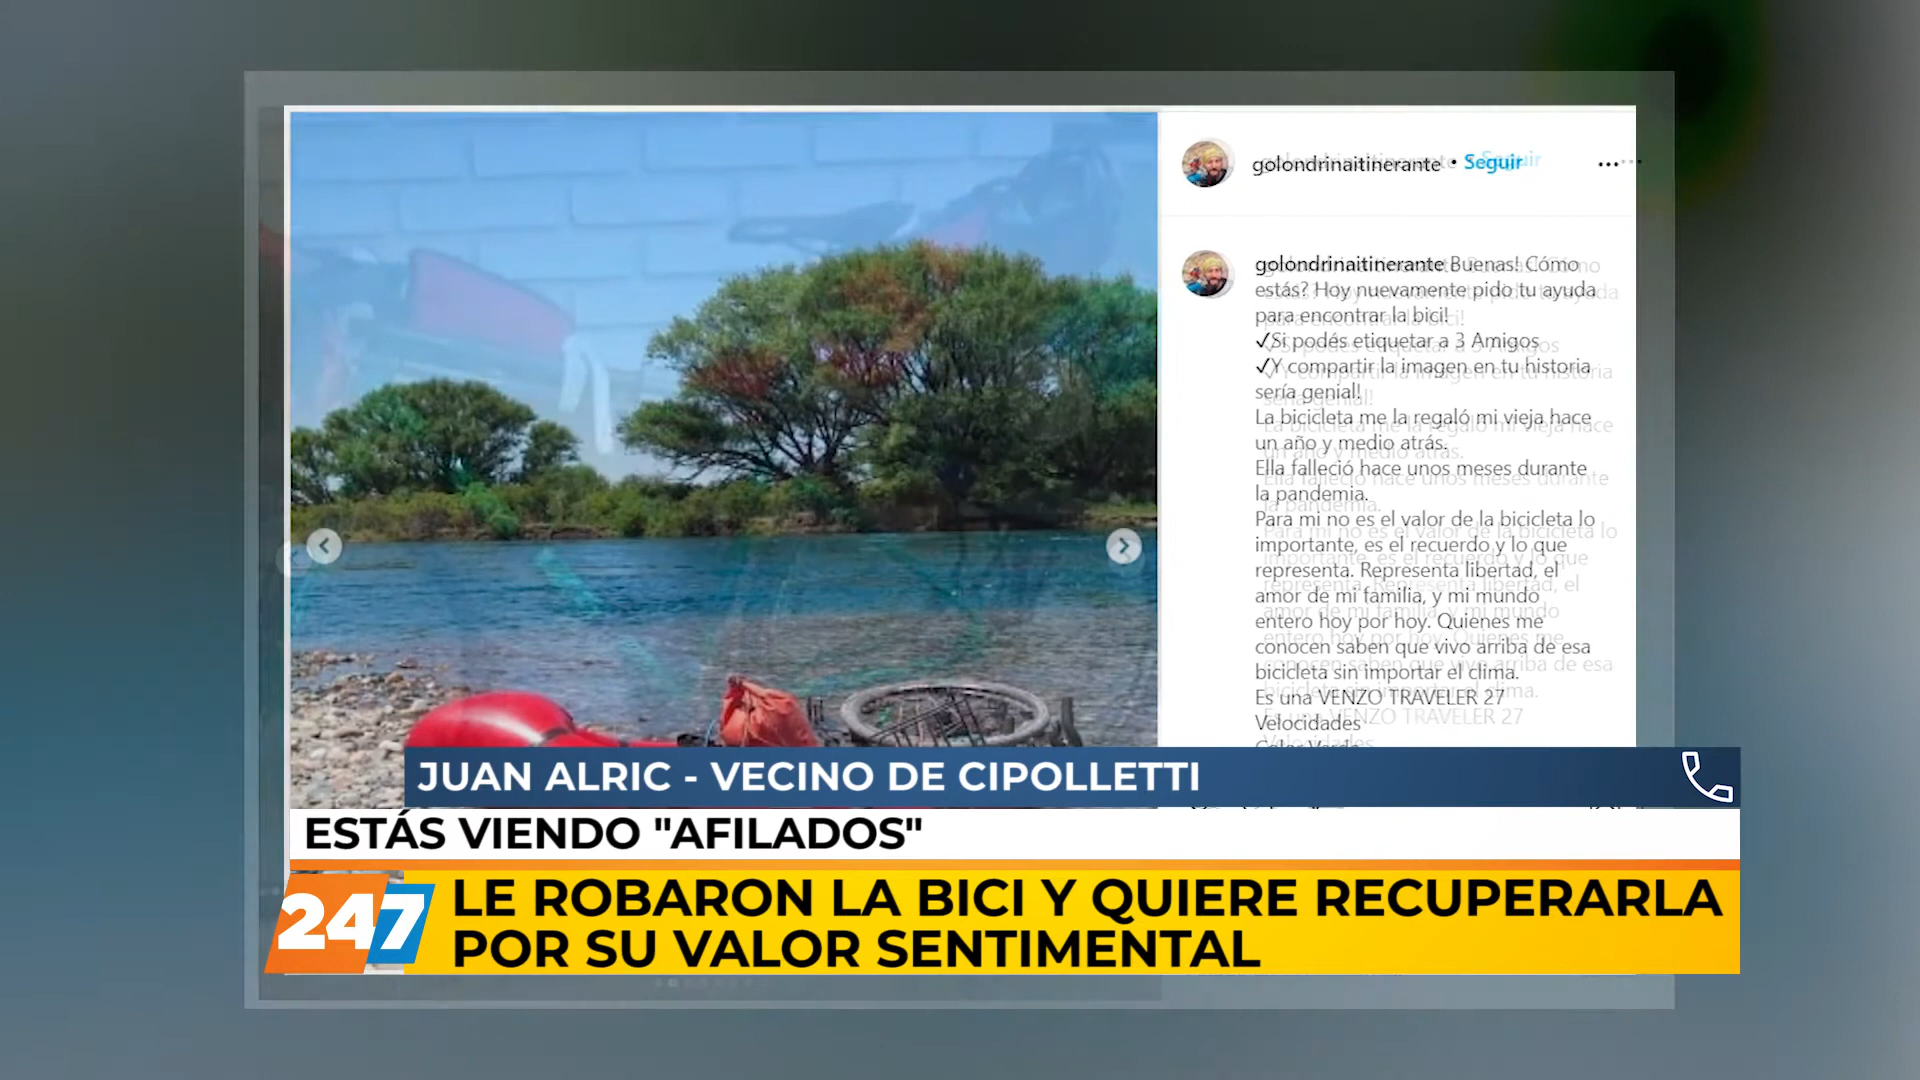 golondrinaitinerante • Seguir ...
golondrinaitinerante Buenas! Cómo
estás? Hoy nuevamente pido tu ayuda
para encontrar la bici!
✓Si podés etiquetar a 3 Amigos
✓Y compartir la imagen en tu historia
sería genial!
La bicicleta me la regaló mi vieja hace
un año y medio atrás.
Ella falleció hace unos meses durante
la pandemia.
Para mi no es el valor de la bicicleta lo
importante, es el recuerdo y lo que
representa. Representa libertad, el
amor de mi familia, y mi mundo
entero hoy por hoy. Quienes me
conocen saben que vivo arriba de esa
bicicleta sin importar el clima.
Es una VENZO TRAVELER 27
Velocidades
Color Verde
JUAN ALRIC - VECINO DE CIPOLLETTI
ESTÁS VIENDO "AFILADOS"
247
LE ROBARON LA BICI Y QUIERE RECUPERARLA
POR SU VALOR SENTIMENTAL